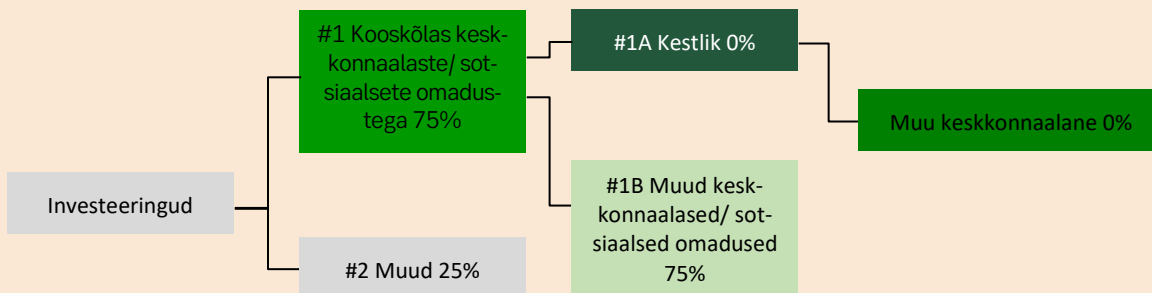 Investeeringud
#1 Kooskõlas kesk-
konnaalaste/ sot-
siaalsete omadus-
tega 75%
#2 Muud 25%
#1A Kestlik 0%
#1B Muud kesk-
konnaalased/ sot-
siaalsed omadused
75%
Muu keskkonnaalane 0%